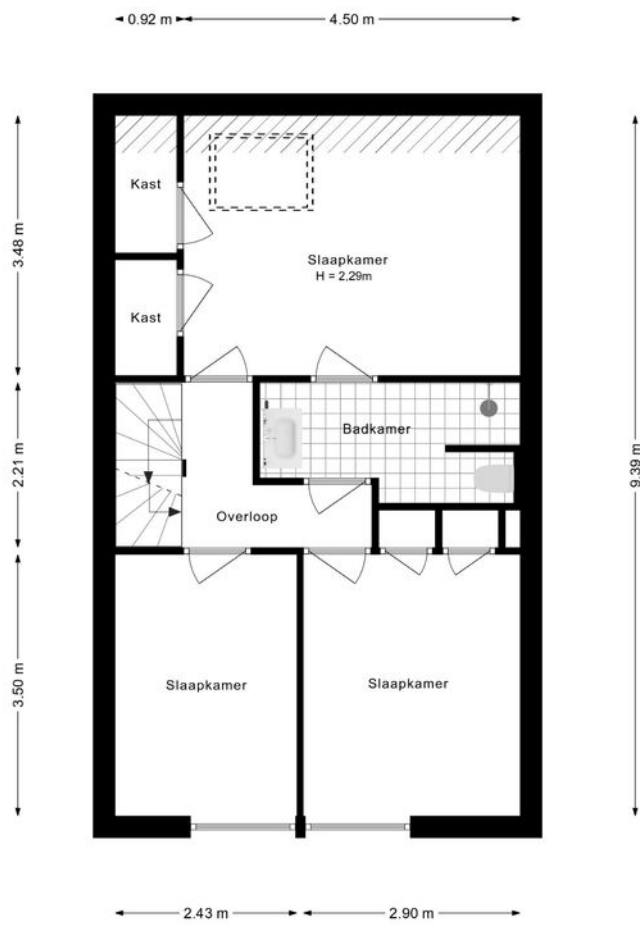 0.92 m
4.50 m
Kast
3.48 m
Slaapkamer
H = 2,29m
Kast
2.21 m
Badkamer
9.39 m
Overloop
3.50 m
Slaapkamer
Slaapkamer
2.43 m
2.90 m